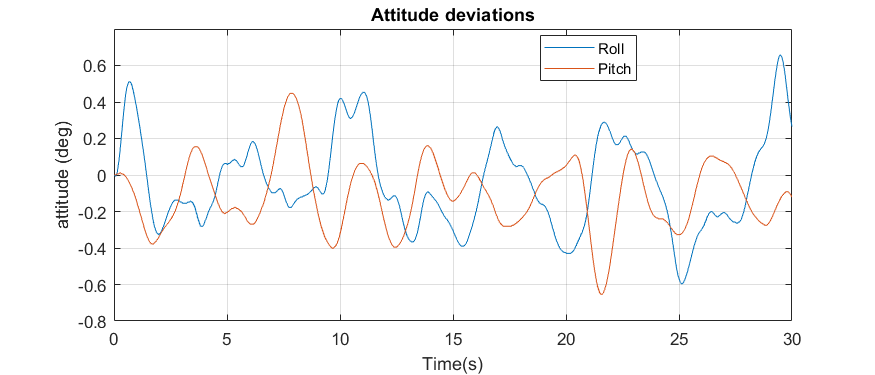 Attitude deviations
Roll
Pitch
attitude (deg)
0.6
0.4
0.2
0
-0.2
-0.4
-0.6
-0.8
0 5 10 15 20 25 30
Time(s)